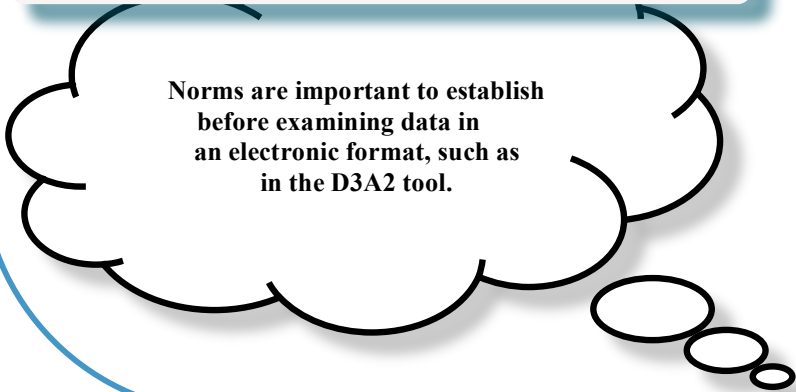 Norms are important to establish
before examining data in
an electronic format, such as
in the D3A2 tool.